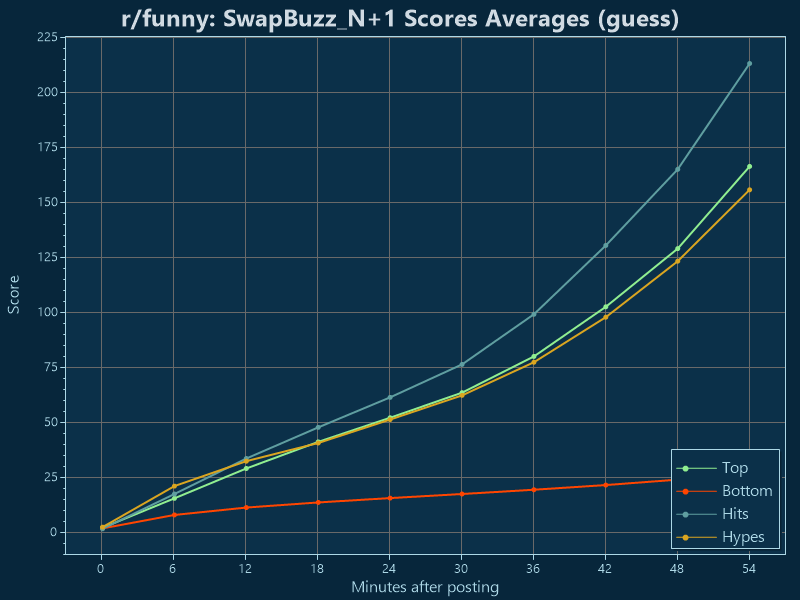 r/funny: SwapBuzz_N+1 Scores Averages (guess)
225
200
175
150
125
100
75
50
25
0
Score
0 6 12 18 24 30 36 42 48 54
Minutes after posting
Top
Bottom
Hits
Hypes